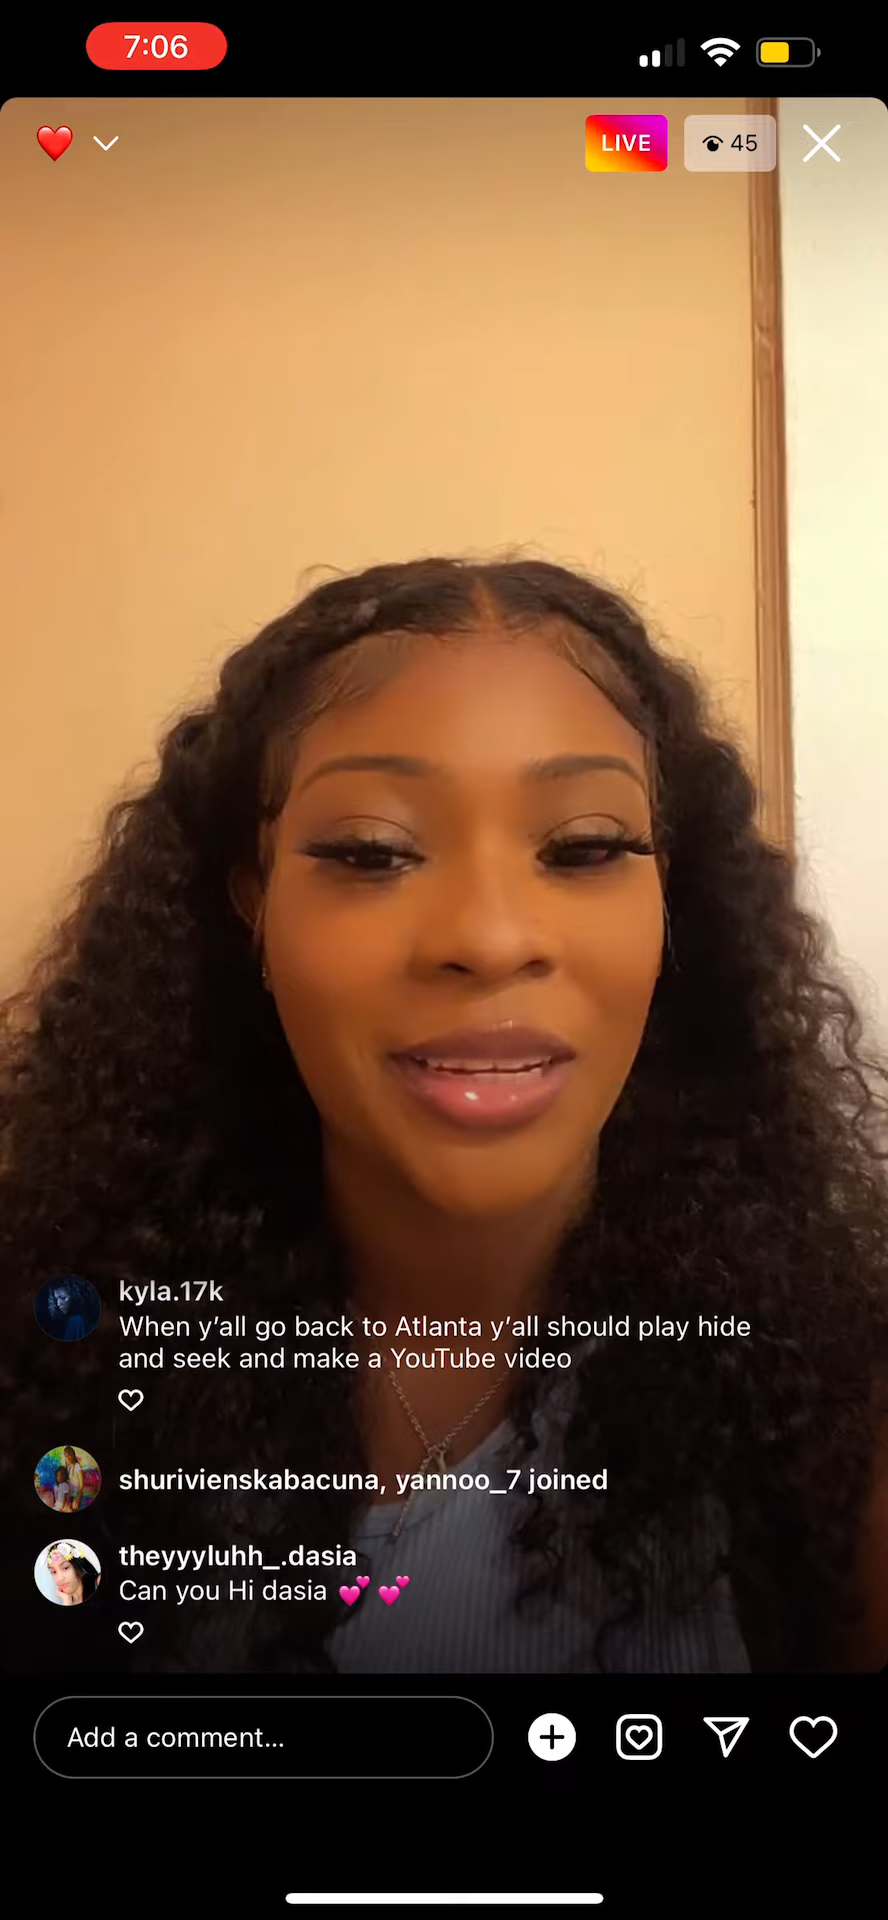 7:06
LIVE
45
kyla.17k
When y’all go back to Atlanta y’all should play hide
and seek and make a YouTube video
shurivienskabacuna, yannoo_7 joined
theyyyluhh_.dasia
Can you Hi dasia 💕 💕
Add a comment...